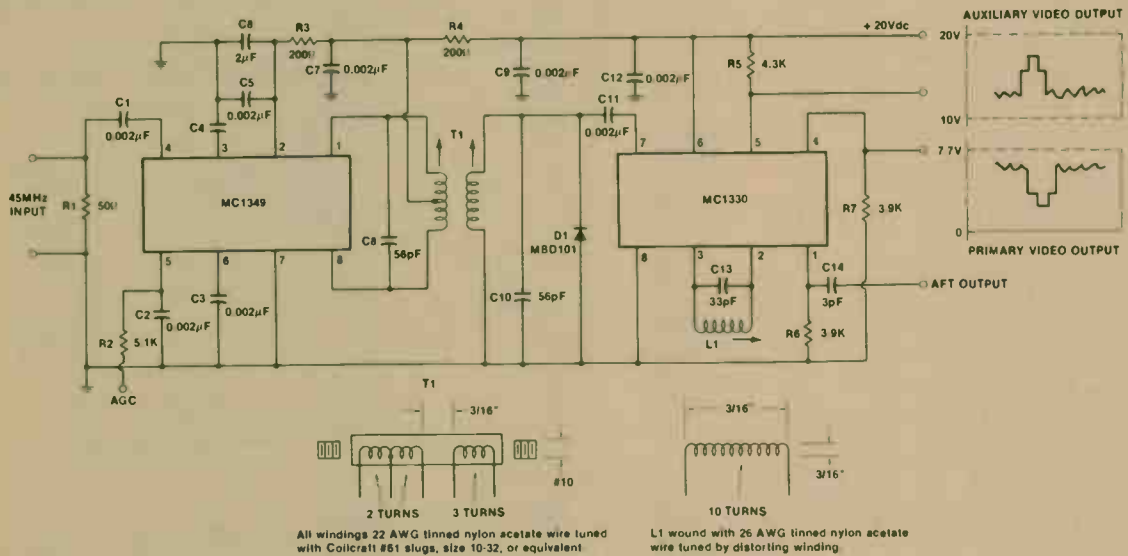 AUXILIARY VIDEO OUTPUT
20V
10V
7.7V
0
PRIMARY VIDEO OUTPUT
+ 20Vdc
C8
2µF
R3
200Ω
R4
200Ω
C7
0.002µF
C9
0.002µF
C12
0.002µF
R5
4.3K
C5
0.002µF
C4
C1
0.002µF
C11
0.002µF
T1
4
3
2
1
7
6
5
4
45MHz
INPUT
R1
50Ω
MC1349
C8
56pF
D1
MBD101
MC1330
R7
3.9K
5
6
7
8
8
3
2
1
C2
0.002µF
C3
0.002µF
C10
56pF
C13
33pF
C14
3pF
AFT OUTPUT
L1
R2
5.1K
R6
3.9K
AGC
T1
3/16"
#10
2 TURNS
3 TURNS
All windings 22 AWG tinned nylon acetate wire tuned
with Coilcraft #61 slugs, size 10-32, or equivalent
3/16"
3/16"
10 TURNS
L1 wound with 26 AWG tinned nylon acetate
wire tuned by distorting winding